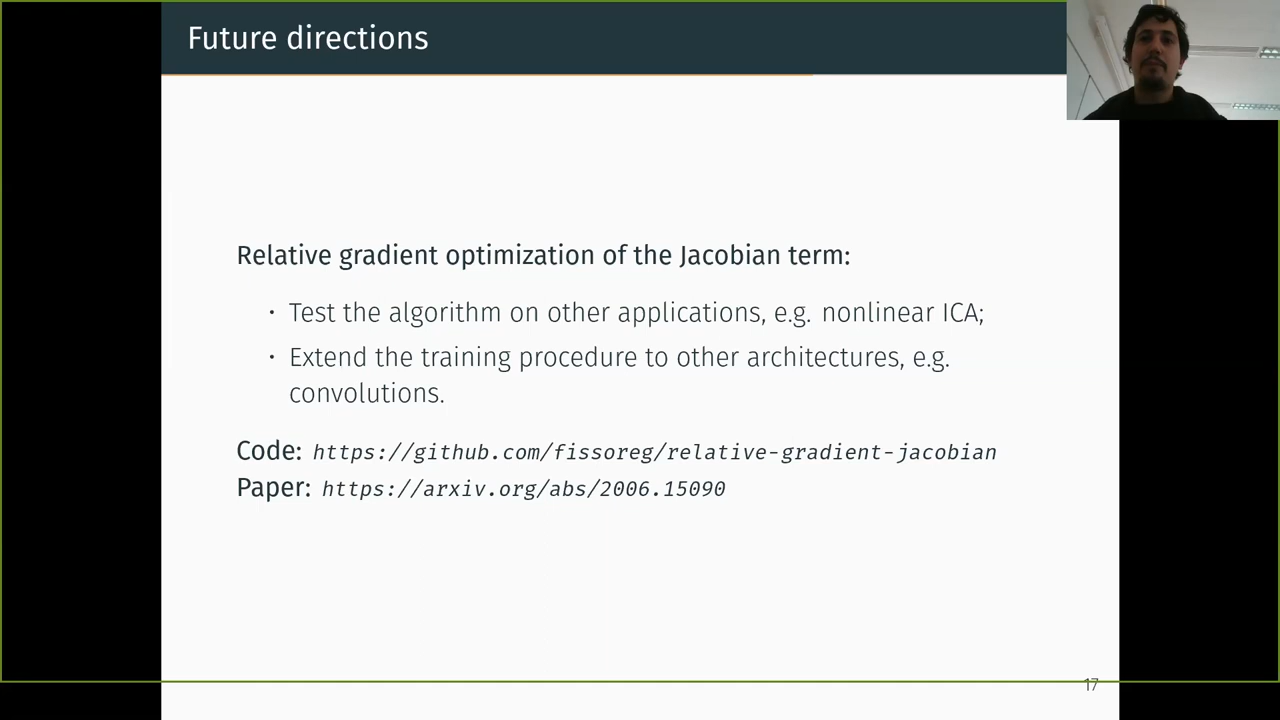 Future directions
Relative gradient optimization of the Jacobian term:
· Test the algorithm on other applications, e.g. nonlinear ICA;
· Extend the training procedure to other architectures, e.g.
convolutions.
Code: https://github.com/fissoreg/relative-gradient-jacobian
Paper: https://arxiv.org/abs/2006.15090
17